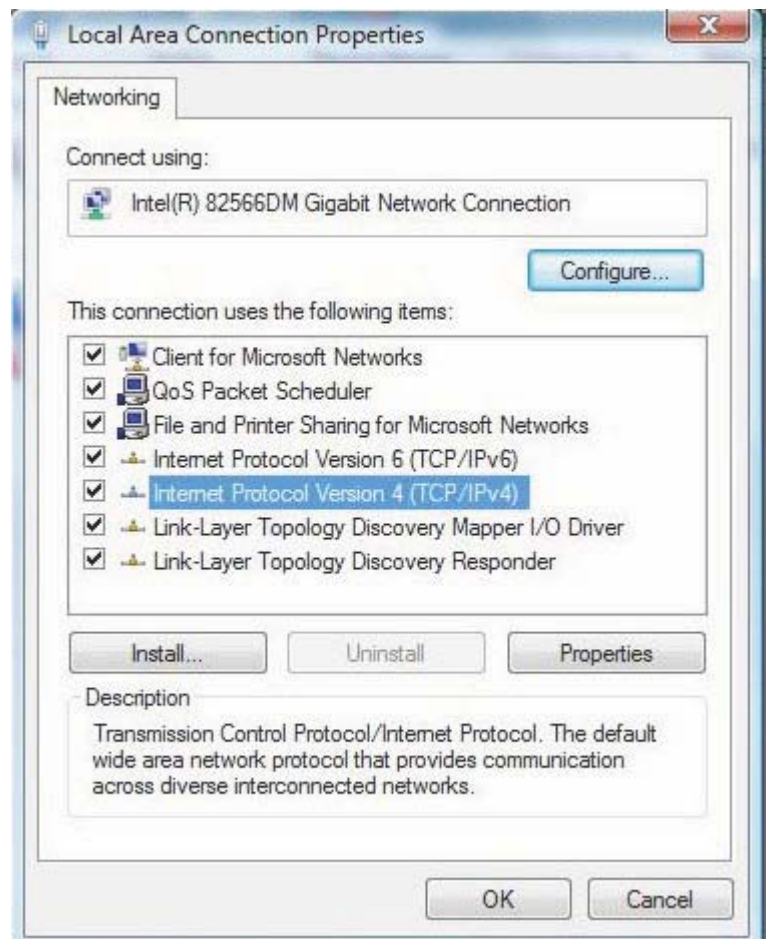 Local Area Connection Properties
Networking
Connect using:
Intel(R) 82566DM Gigabit Network Connection
Configure...
This connection uses the following items:
Client for Microsoft Networks
QoS Packet Scheduler
File and Printer Sharing for Microsoft Networks
Internet Protocol Version 6 (TCP/IPv6)
Internet Protocol Version 4 (TCP/IPv4)
Link-Layer Topology Discovery Mapper I/O Driver
Link-Layer Topology Discovery Responder
Install... Uninstall Properties
Description
Transmission Control Protocol/Internet Protocol. The default
wide area network protocol that provides communication
across diverse interconnected networks.
OK Cancel